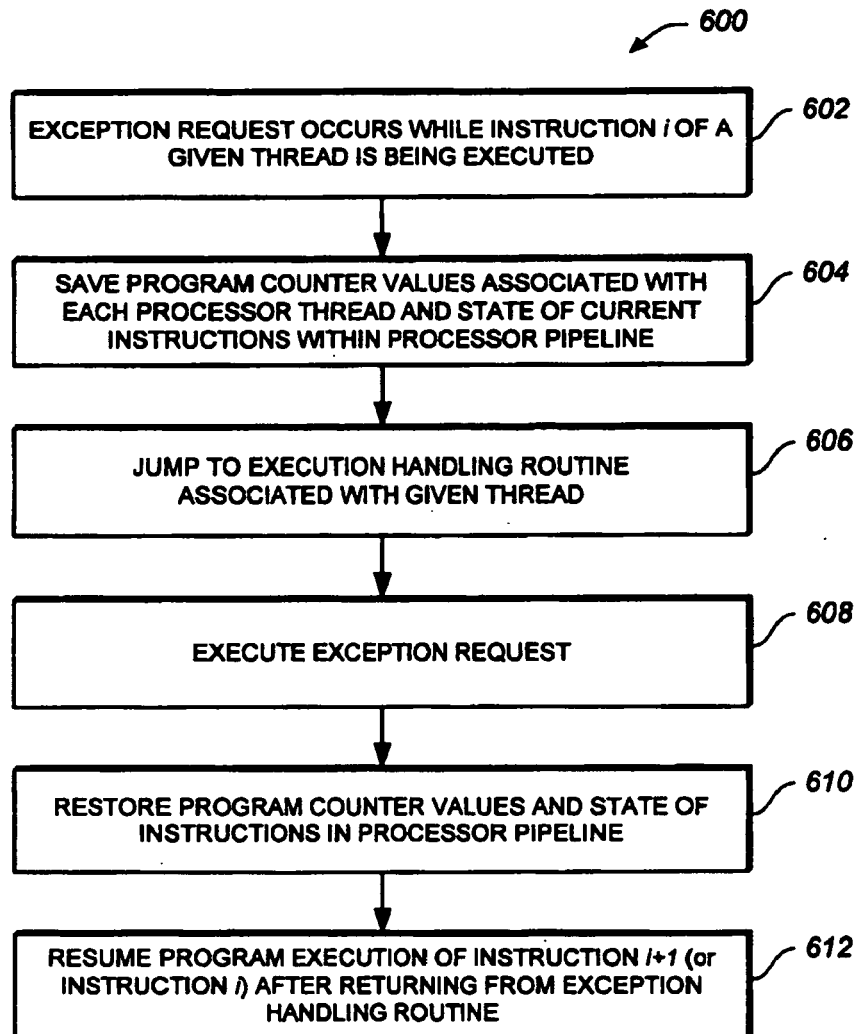 600
EXCEPTION REQUEST OCCURS WHILE INSTRUCTION i OF A
GIVEN THREAD IS BEING EXECUTED
602
SAVE PROGRAM COUNTER VALUES ASSOCIATED WITH
EACH PROCESSOR THREAD AND STATE OF CURRENT
INSTRUCTIONS WITHIN PROCESSOR PIPELINE
604
JUMP TO EXECUTION HANDLING ROUTINE
ASSOCIATED WITH GIVEN THREAD
606
EXECUTE EXCEPTION REQUEST
608
RESTORE PROGRAM COUNTER VALUES AND STATE OF
INSTRUCTIONS IN PROCESSOR PIPELINE
610
RESUME PROGRAM EXECUTION OF INSTRUCTION i+1 (or
INSTRUCTION i) AFTER RETURNING FROM EXCEPTION
HANDLING ROUTINE
612